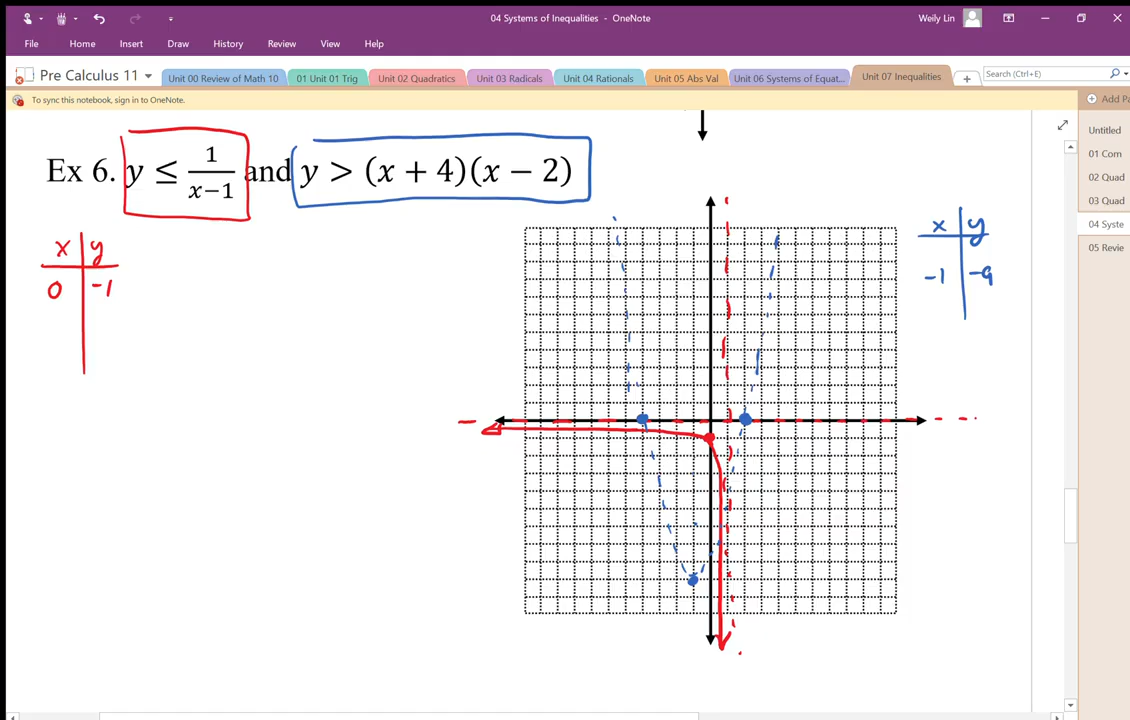 04 Systems of Inequalities - OneNote
Weily Lin
File Home Insert Draw History Review View Help
Pre Calculus 11
Unit 00 Review of Math 10
01 Unit 01 Trig
Unit 02 Quadratics
Unit 03 Radicals
Unit 04 Rationals
Unit 05 Abs Val
Unit 06 Systems of Equat...
Unit 07 Inequalities
Search (Ctrl+E)
To sync this notebook, sign in to OneNote.
Add Pa
Untitled
01 Com
02 Quad
03 Quad
04 Syste
05 Revie
Ex 6. y ≤ 1/(x−1) and y > (x + 4)(x − 2)
x y
0 -1
x y
-1 -9